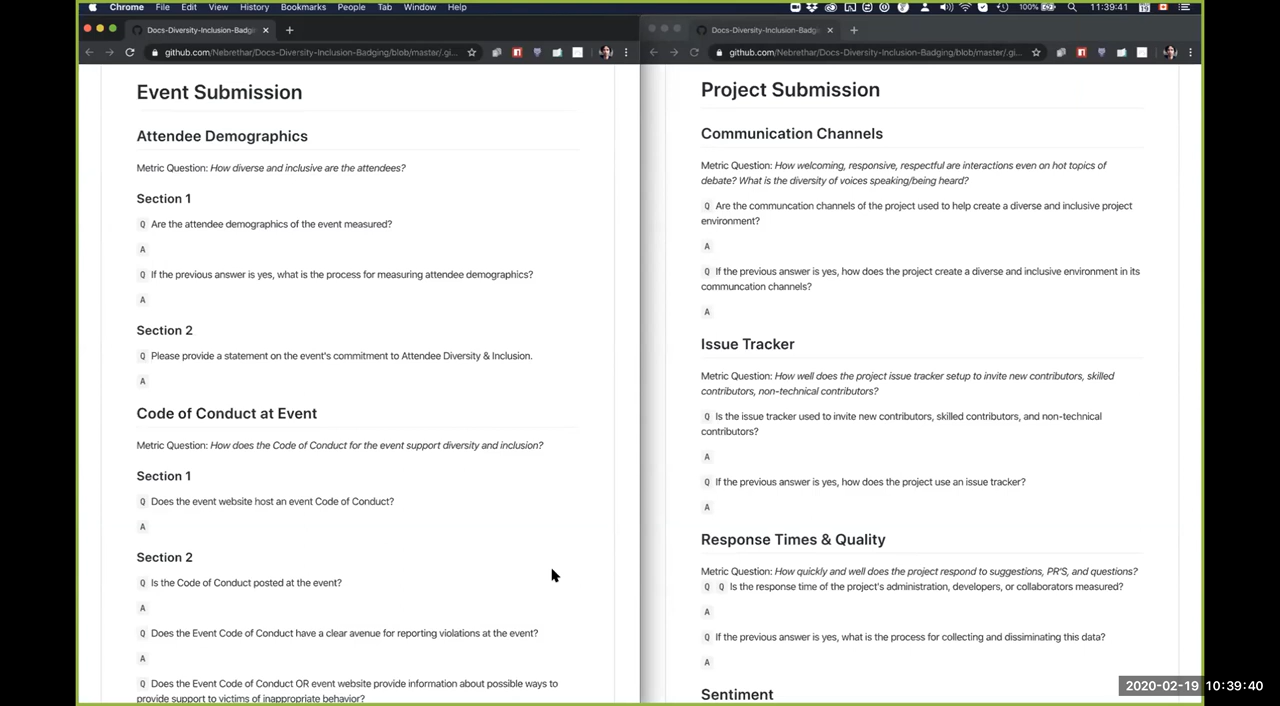 Chrome File Edit View History Bookmarks People Tab Window Help
100% 11:39:41
Docs-Diversity-Inclusion-Badgi
github.com/Nebrethar/Docs-Diversity-Inclusion-Badging/blob/master/.gi...
Event Submission
Attendee Demographics
Metric Question: How diverse and inclusive are the attendees?
Section 1
Q Are the attendee demographics of the event measured?
A
Q If the previous answer is yes, what is the process for measuring attendee demographics?
A
Section 2
Q Please provide a statement on the event's commitment to Attendee Diversity & Inclusion.
A
Code of Conduct at Event
Metric Question: How does the Code of Conduct for the event support diversity and inclusion?
Section 1
Q Does the event website host an event Code of Conduct?
A
Section 2
Q Is the Code of Conduct posted at the event?
A
Q Does the Event Code of Conduct have a clear avenue for reporting violations at the event?
A
Q Does the Event Code of Conduct OR event website provide information about possible ways to
provide support to victims of inappropriate behavior?
Docs-Diversity-Inclusion-Badgi
github.com/Nebrethar/Docs-Diversity-Inclusion-Badging/blob/master/.gi...
Project Submission
Communication Channels
Metric Question: How welcoming, responsive, respectful are interactions even on hot topics of
debate? What is the diversity of voices speaking/being heard?
Q Are the communcation channels of the project used to help create a diverse and inclusive project
environment?
A
Q If the previous answer is yes, how does the project create a diverse and inclusive environment in its
communcation channels?
A
Issue Tracker
Metric Question: How well does the project issue tracker setup to invite new contributors, skilled
contributors, non-technical contributors?
Q Is the issue tracker used to invite new contributors, skilled contributors, and non-technical
contributors?
A
Q If the previous answer is yes, how does the project use an issue tracker?
A
Response Times & Quality
Metric Question: How quickly and well does the project respond to suggestions, PR'S, and questions?
Q Q Is the response time of the project's administration, developers, or collaborators measured?
A
Q If the previous answer is yes, what is the process for collecting and dissiminating this data?
A
Sentiment
2020-02-19 10:39:40